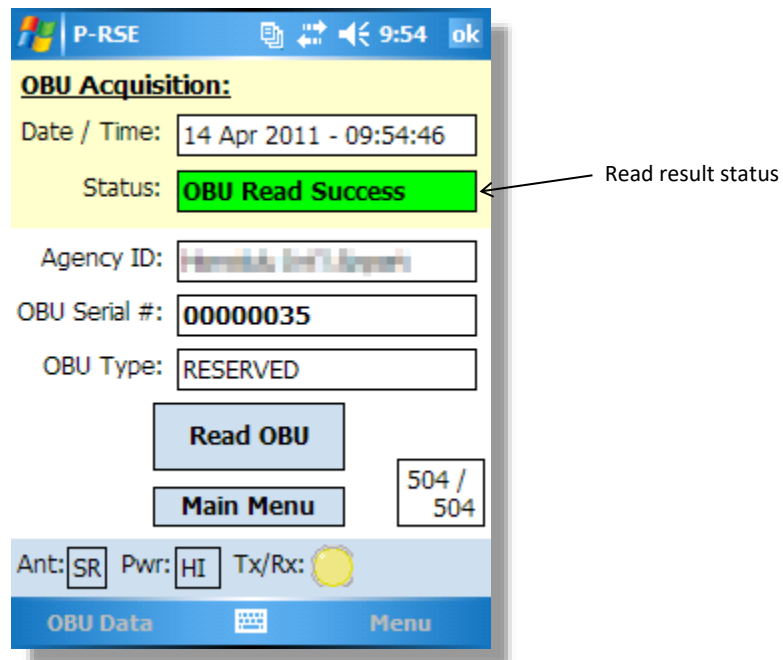 P-RSE 9:54 ok
OBU Acquisition:
Date / Time: 14 Apr 2011 - 09:54:46
Status: OBU Read Success
Read result status
Agency ID:
OBU Serial #: 00000035
OBU Type: RESERVED
Read OBU
504 /
504
Main Menu
Ant: SR Pwr: HI Tx/Rx:
OBU Data Menu